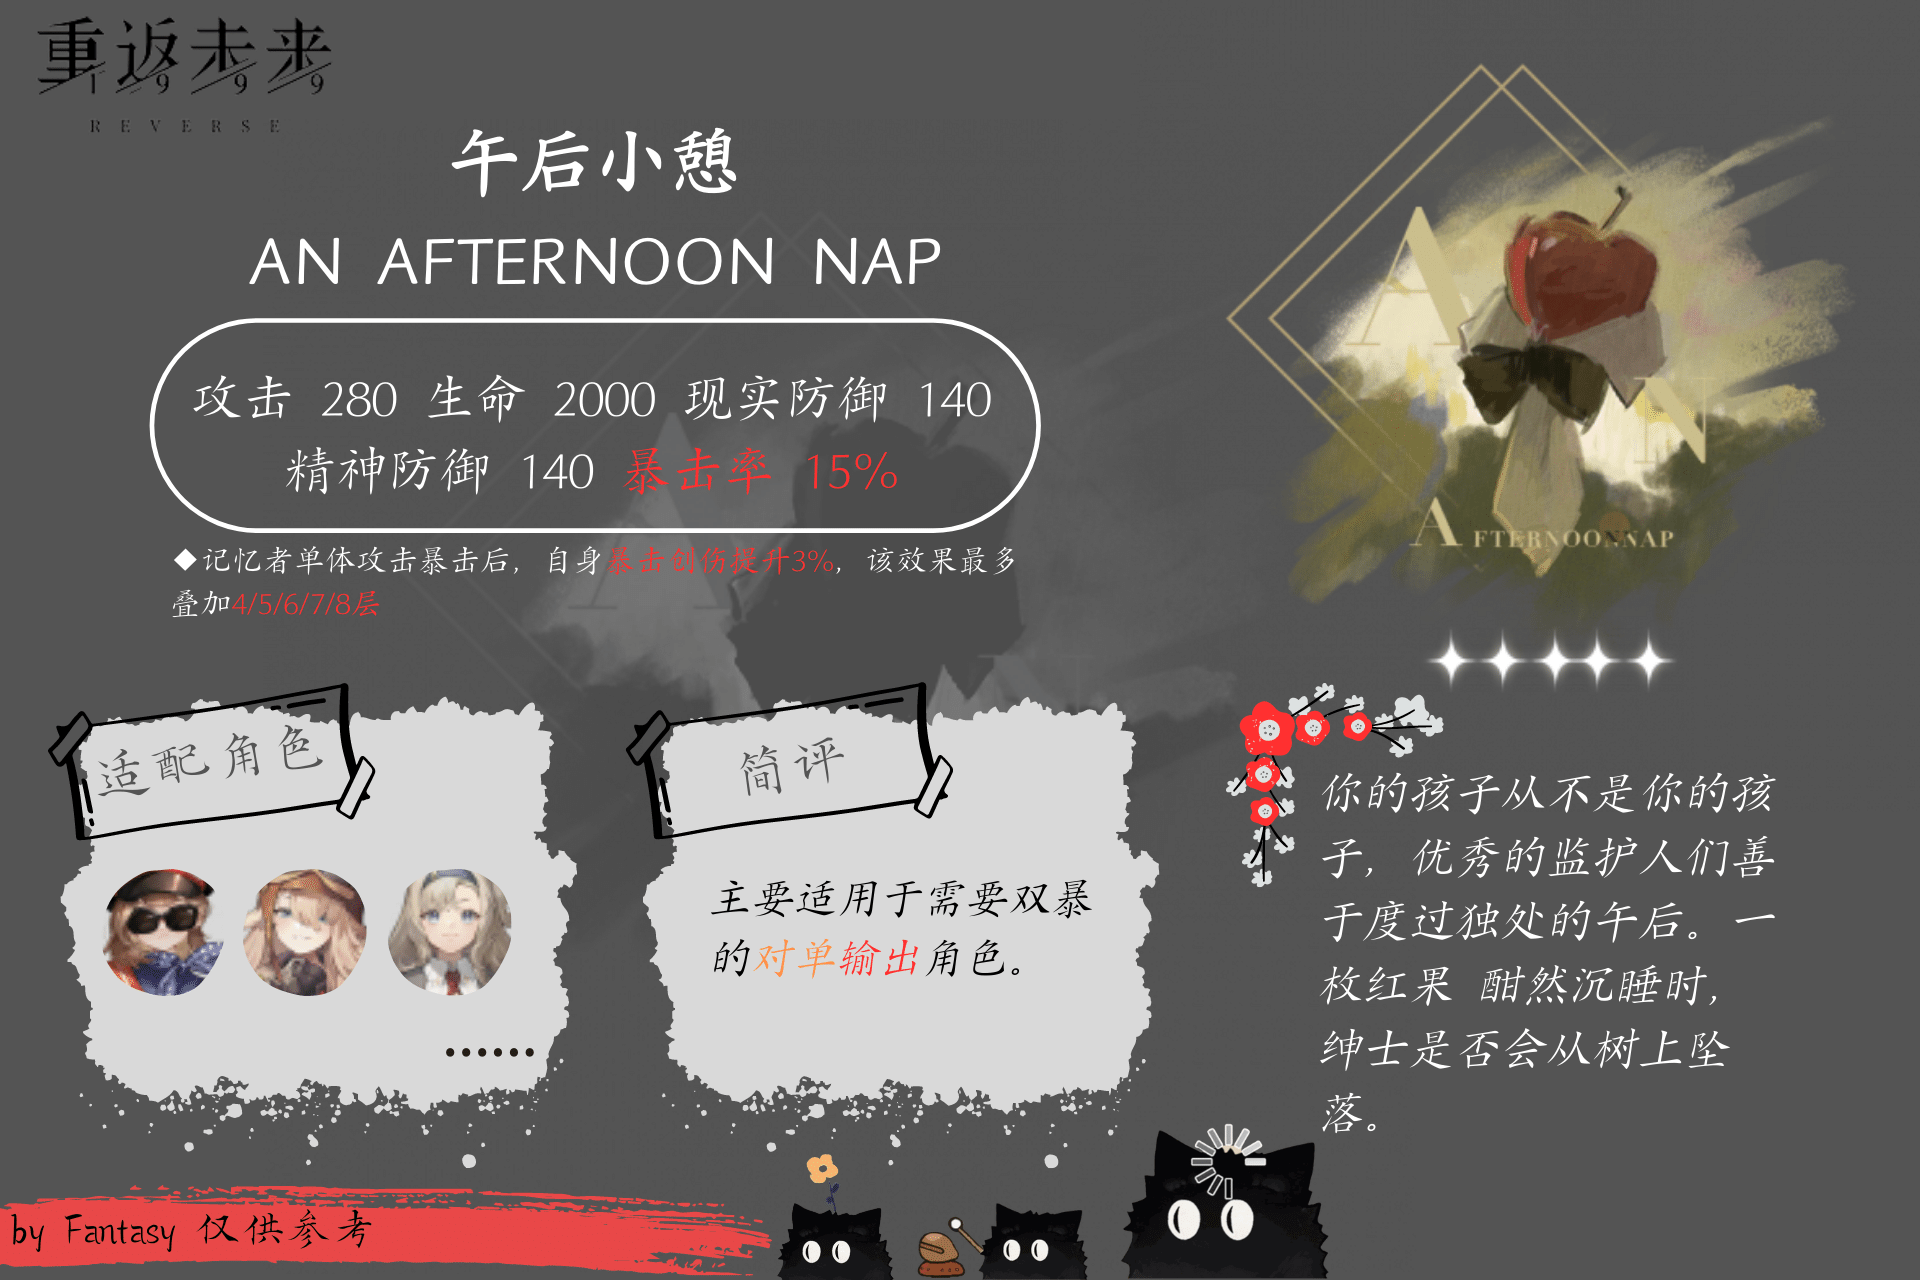 重返未来
1999
REVERSE
午后小憩
AN AFTERNOON NAP
攻击 280 生命 2000 现实防御 140
精神防御 140 暴击率 15%
◆记忆者单体攻击暴击后，自身暴击创伤提升3%，该效果最多
叠加4/5/6/7/8层
A
N
AFTERNOONNAP
适配角色
······
简评
主要适用于需要双暴
的对单输出角色。
你的孩子从不是你的孩
子，优秀的监护人们善
于度过独处的午后。一
枚红果 酣然沉睡时，
绅士是否会从树上坠
落。
by Fantasy 仅供参考